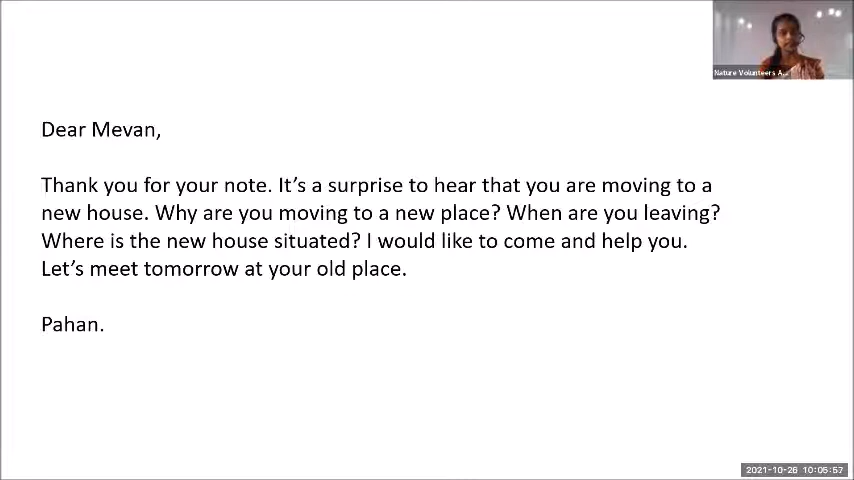 Nature Volunteers A...
Dear Mevan,
Thank you for your note. It's a surprise to hear that you are moving to a
new house. Why are you moving to a new place? When are you leaving?
Where is the new house situated? I would like to come and help you.
Let's meet tomorrow at your old place.
Pahan.
2021-10-26 10:05:57